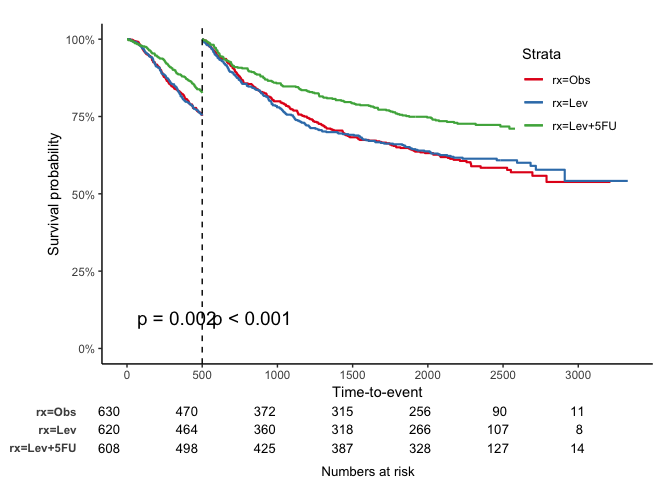 100%
75%
50%
25%
0%
Survival probability
Strata
rx=Obs
rx=Lev
rx=Lev+5FU
p = 0.002
p < 0.001
0 500 1000 1500 2000 2500 3000
Time-to-event
rx=Obs 630 470 372 315 256 90 11
rx=Lev 620 464 360 318 266 107 8
rx=Lev+5FU 608 498 425 387 328 127 14
Numbers at risk